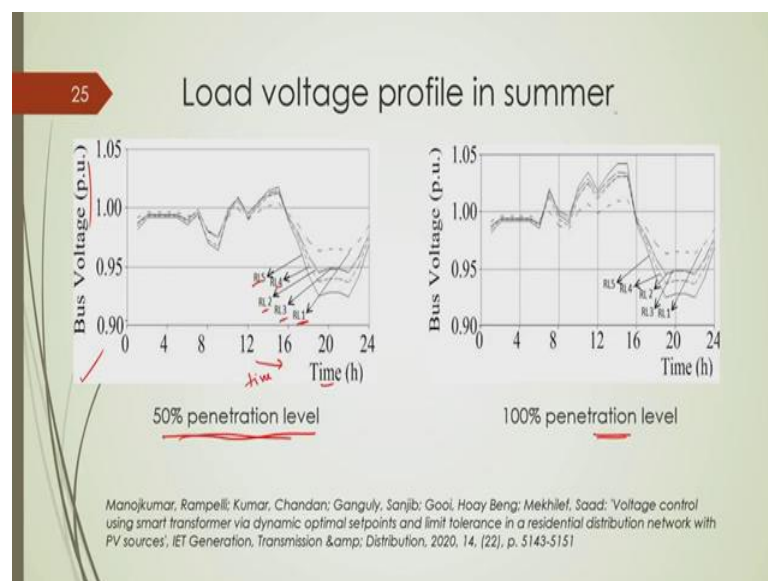 25
Load voltage profile in summer
Bus Voltage (p.u.)
1.05
1.00
0.95
0.90
RL5
RL4
RL2
RL3
RL1
0 4 8 12 16 20 24
tim
Time (h)
50% penetration level
Bus Voltage (p.u.)
1.05
1.00
0.95
0.90
RL5
RL4
RL2
RL3
RL1
0 4 8 12 16 20 24
Time (h)
100% penetration level
Manojkumar, Rampelli; Kumar, Chandan; Ganguly, Sanjib; Gooi, Hoay Beng; Mekhilef, Saad: 'Voltage control
using smart transformer via dynamic optimal setpoints and limit tolerance in a residential distribution network with
PV sources', IET Generation, Transmission &amp; Distribution, 2020, 14, (22), p. 5143-5151